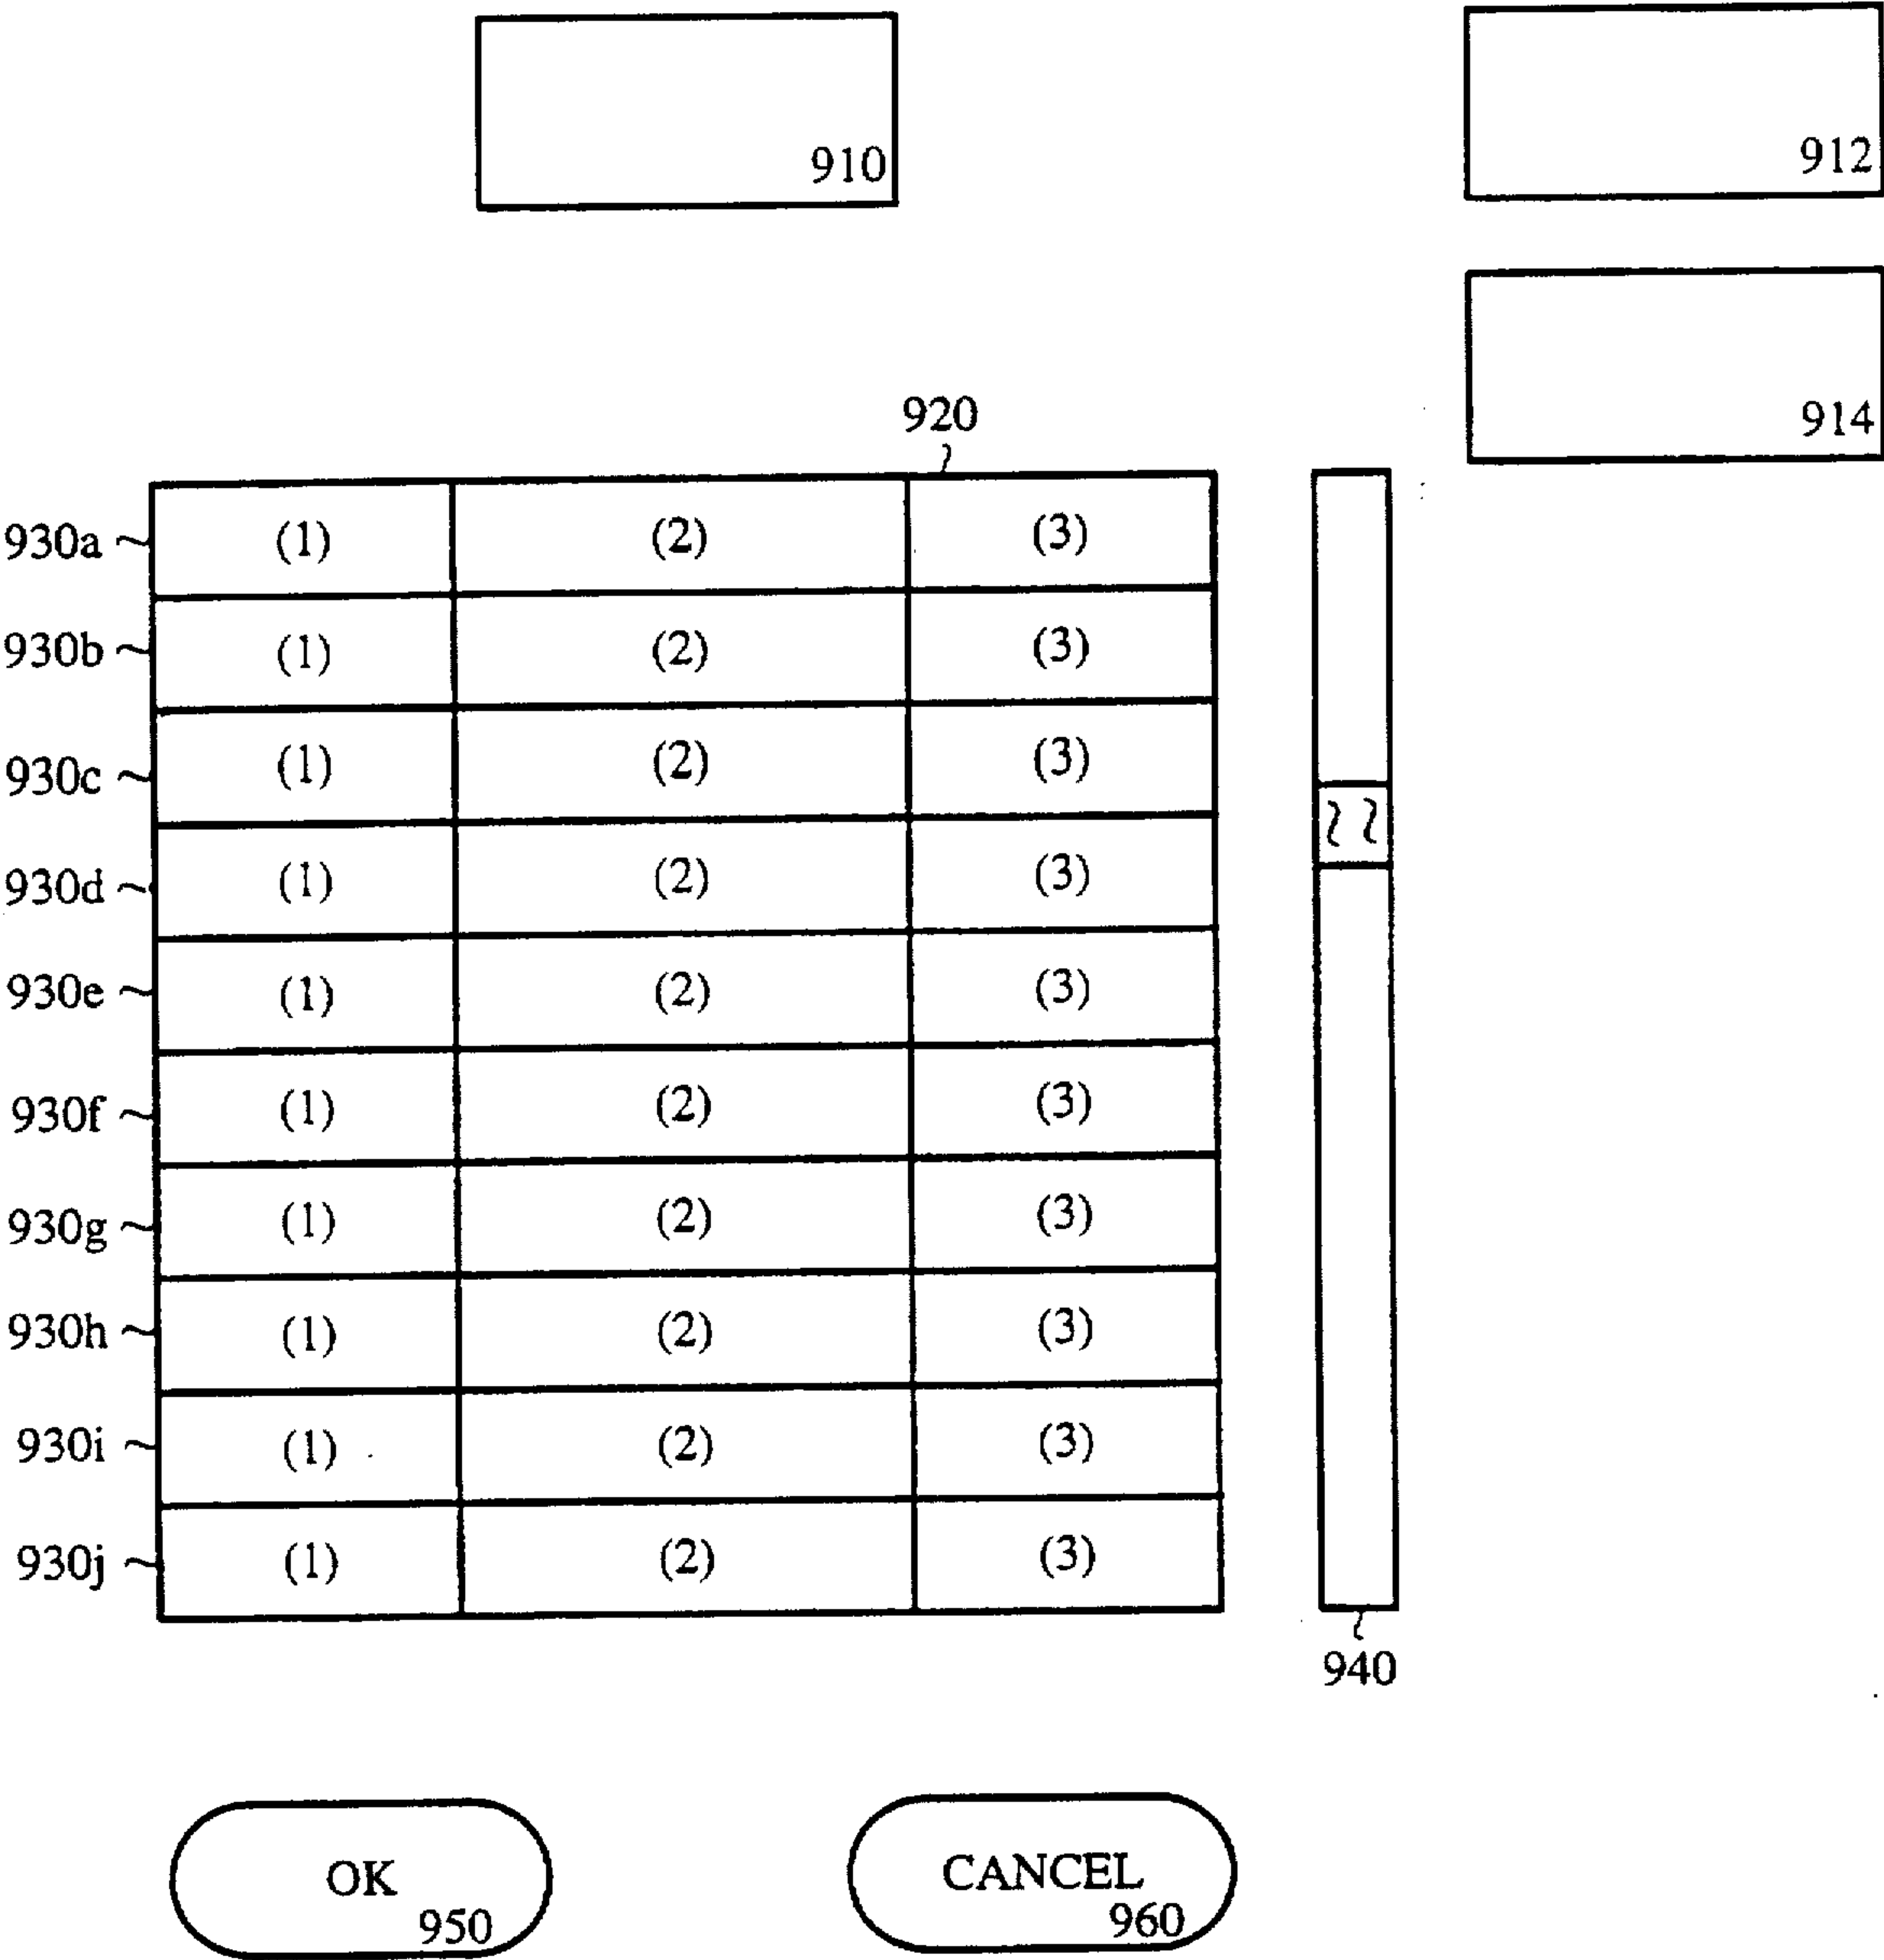 910
912
914
920
930a (1) (2) (3)
930b (1) (2) (3)
930c (1) (2) (3)
930d (1) (2) (3)
930e (1) (2) (3)
930f (1) (2) (3)
930g (1) (2) (3)
930h (1) (2) (3)
930i (1) (2) (3)
930j (1) (2) (3)
940
OK
950
CANCEL
960